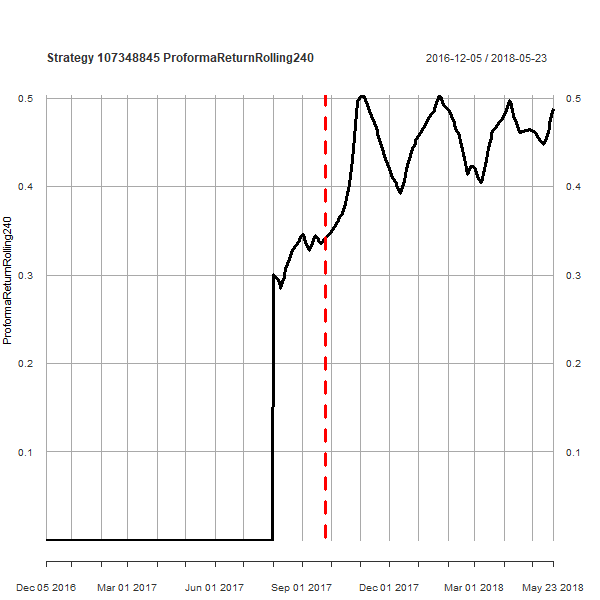 Strategy 107348845 ProformaReturnRolling240
2016-12-05 / 2018-05-23
ProformaReturnRolling240
0.5
0.4
0.3
0.2
0.1
0.5
0.4
0.3
0.2
0.1
Dec 05 2016
Mar 01 2017
Jun 01 2017
Sep 01 2017
Dec 01 2017
Mar 01 2018
May 23 2018